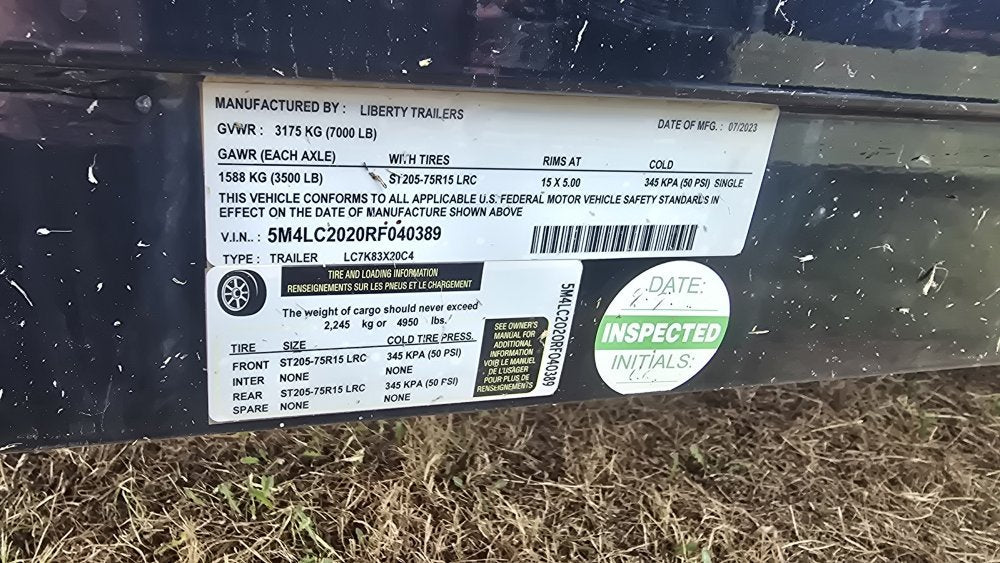 MANUFACTURED BY : LIBERTY TRAILERS
DATE OF MFG. : 07/2023
GVWR : 3175 KG (7000 LB)
GAWR (EACH AXLE) WITH TIRES RIMS AT COLD
1588 KG (3500 LB) ST205-75R15 LRC 15 X 5.00 345 KPA (50 PSI) SINGLE
THIS VEHICLE CONFORMS TO ALL APPLICABLE U.S. FEDERAL MOTOR VEHICLE SAFETY STANDARDS IN
EFFECT ON THE DATE OF MANUFACTURE SHOWN ABOVE
V.I.N.. : 5M4LC2020RF040389
TYPE : TRAILER LC7K83X20C4
TIRE AND LOADING INFORMATION
RENSEIGNEMENTS SUR LES PNEUS ET LE CHARGEMENT
The weight of cargo should never exceed
2,245 kg or 4950 lbs.
TIRE SIZE COLD TIRE PRESS.
FRONT ST205-75R15 LRC 345 KPA (50 PSI)
INTER NONE NONE
REAR ST205-75R15 LRC 345 KPA (50 PSI)
SPARE NONE NONE
SEE OWNER'S
MANUAL FOR
ADDITIONAL
INFORMATION
VOIR LE MANUEL
DE L'USAGER
POUR PLUS DE
RENSEIGNEMENTS
5M4LC2020RF040389
DATE:
INSPECTED
INITIALS: